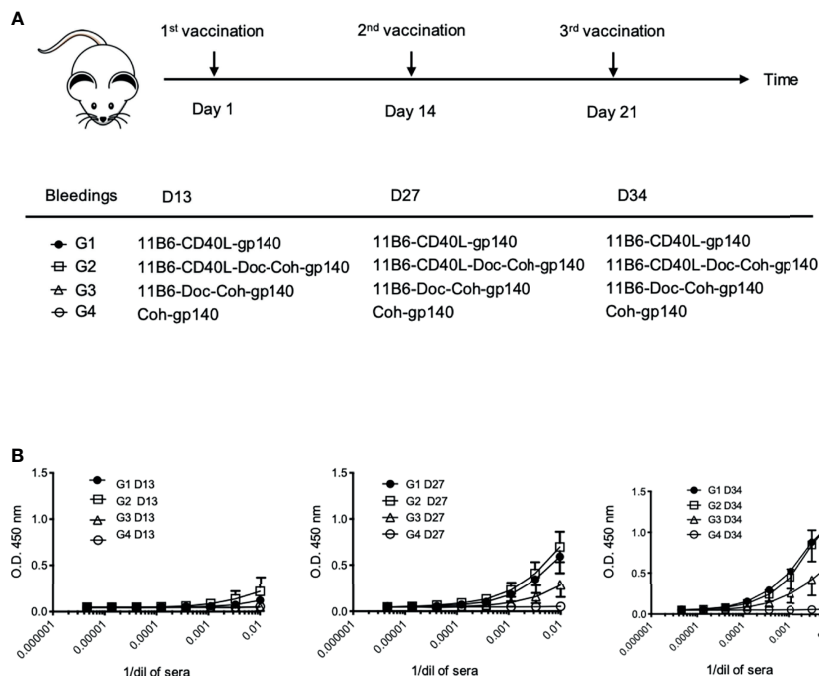 A
1st vaccination 2nd vaccination 3rd vaccination
Time
Day 1 Day 14 Day 21
Bleedings D13 D27 D34
G1 11B6-CD40L-gp140 11B6-CD40L-gp140 11B6-CD40L-gp140
G2 11B6-CD40L-Doc-Coh-gp140 11B6-CD40L-Doc-Coh-gp140 11B6-CD40L-Doc-Coh-gp140
G3 11B6-Doc-Coh-gp140 11B6-Doc-Coh-gp140 11B6-Doc-Coh-gp140
G4 Coh-gp140 Coh-gp140 Coh-gp140
B
1.5
1.0
0.5
0.0
O.D. 450 nm
G1 D13
G2 D13
G3 D13
G4 D13
0.000001 0.00001 0.0001 0.001 0.01
1/dil of sera
1.5
1.0
0.5
0.0
O.D. 450 nm
G1 D27
G2 D27
G3 D27
G4 D27
0.000001 0.00001 0.0001 0.001 0.01
1/dil of sera
1.5
1.0
0.5
0.0
O.D. 450 nm
G1 D34
G2 D34
G3 D34
G4 D34
0.000001 0.00001 0.0001 0.001
1/dil of sera